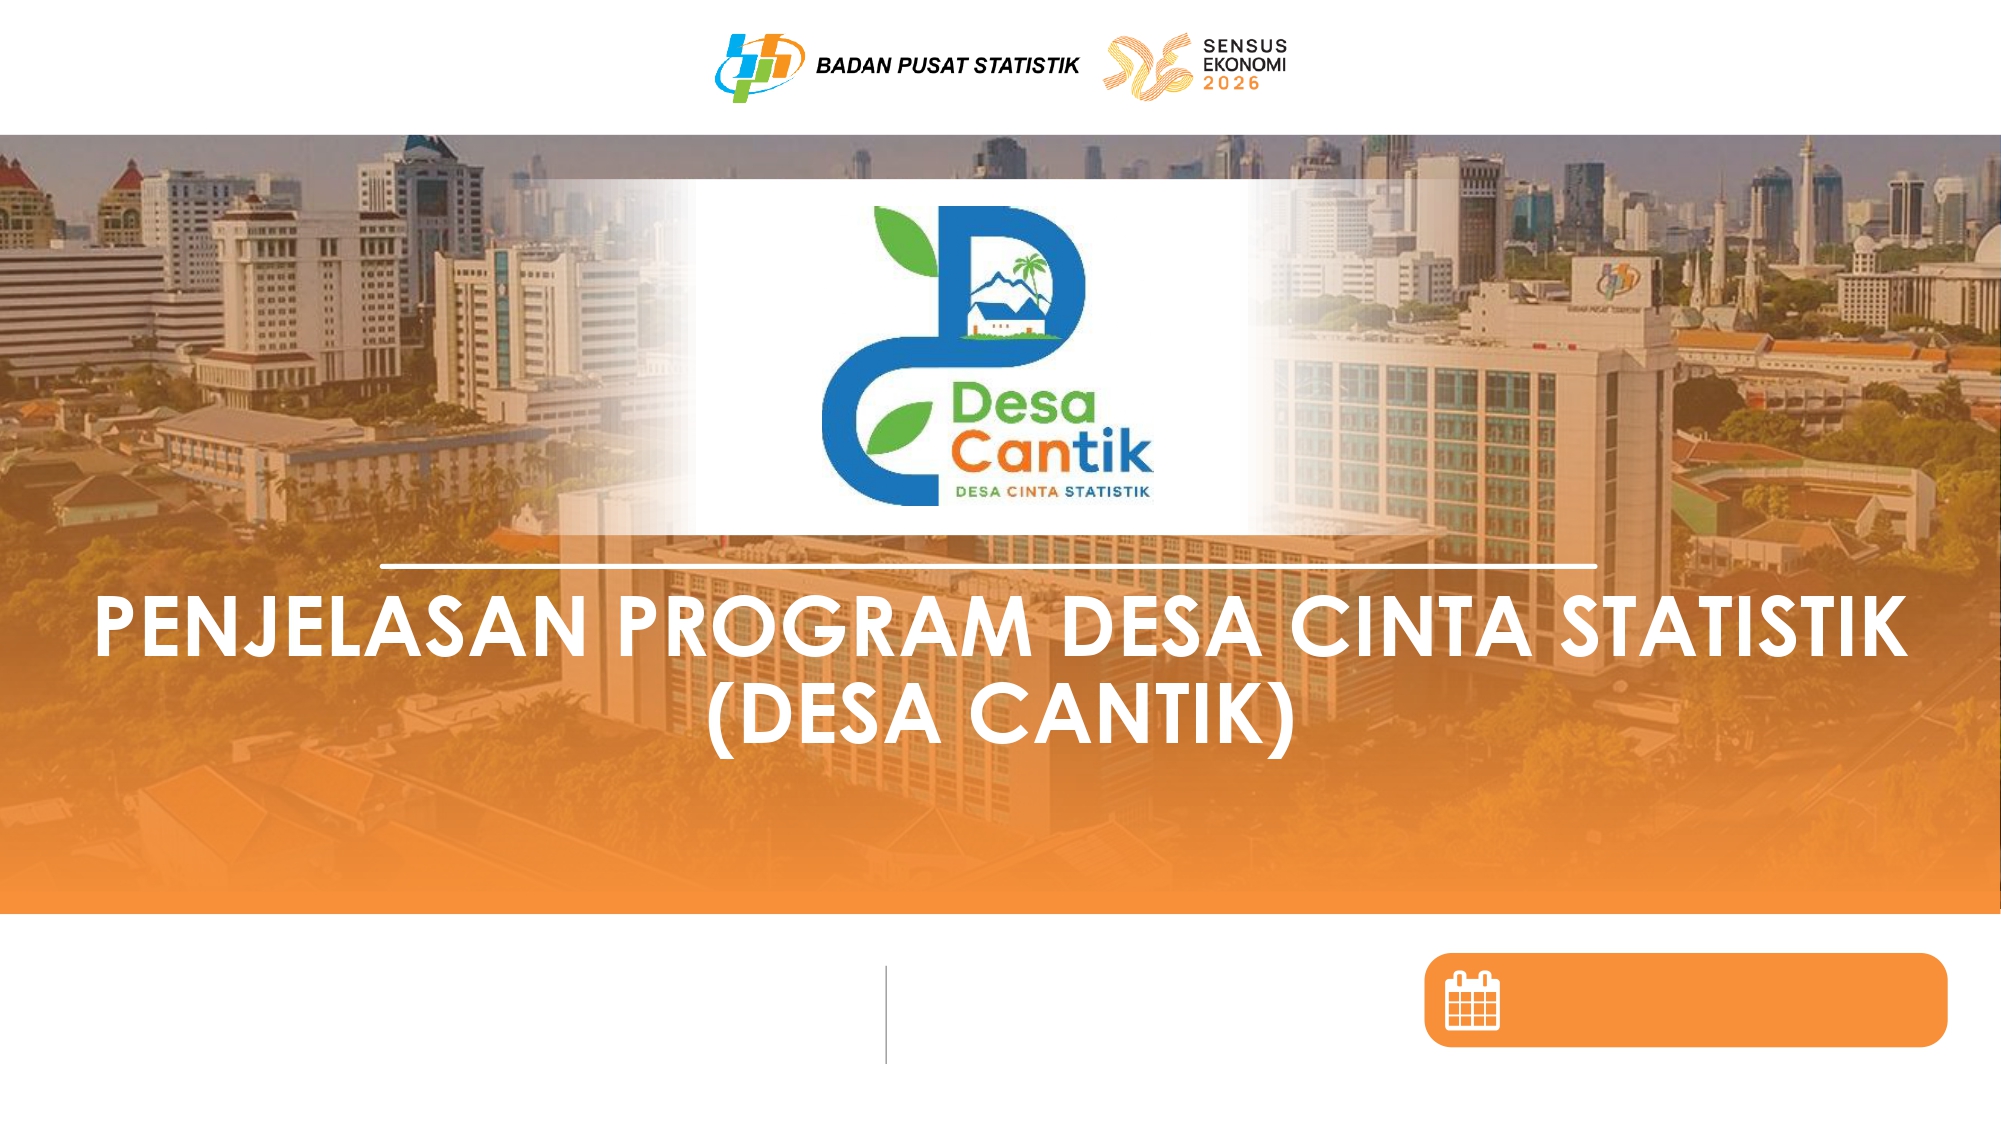 BADAN PUSAT STATISTIK
SENSUS
EKONOMI
2026
Desa
Cantik
DESA CINTA STATISTIK
PENJELASAN PROGRAM DESA CINTA STATISTIK
(DESA CANTIK)